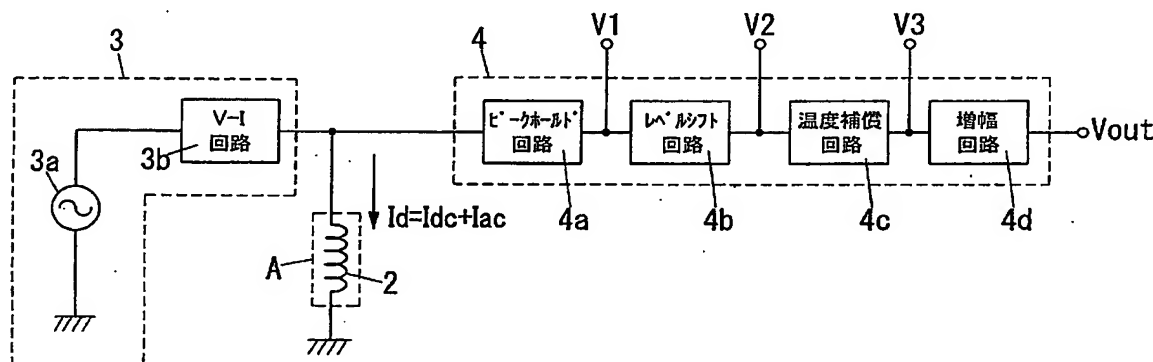 3
V-I
回路
3b
3a
A
2
Id=Idc+Iac
4
V1
V2
V3
ピークホールド
回路
レベルシフト
回路
温度補償
回路
増幅
回路
4a
4b
4c
4d
Vout